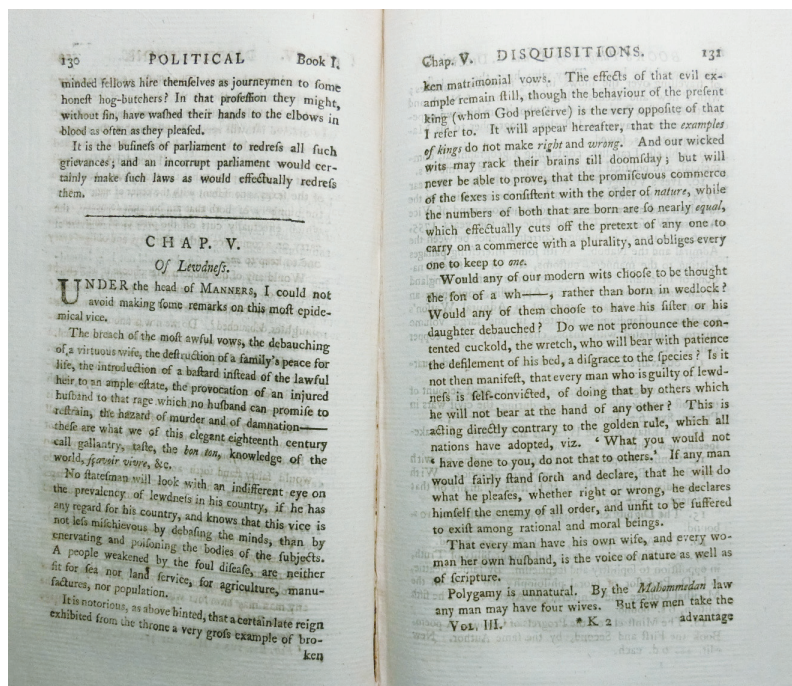 130 POLITICAL Book I.
minded fellows hire themſelves as journeymen to ſome
honeſt hog-butchers? In that profeſſion they might,
without ſin, have waſhed their hands to the elbows in
blood as often as they pleaſed.
It is the buſineſs of parliament to redreſs all ſuch
grievances; and an incorrupt parliament would cer-
tainly make ſuch laws as would effectually redreſs
them.
CHAP. V.
Of Lewdneſs.
UNDER the head of MANNERS, I could not
avoid making ſome remarks on this moſt epide-
mical vice.
The breach of the moſt awful vows, the debauching
of a virtuous wife, the deſtruction of a family's peace for
life, the introduction of a baſtard inſtead of the lawful
heir to an ample eſtate, the provocation of an injured
huſband to that rage which no huſband can promiſe to
reſtrain, the hazard of murder and of damnation——
theſe are what we of this elegant eighteenth century
call gallantry, taſte, the bon ton, knowledge of the
world, ſçavoir vivre, &c.
No ſtateſman will look with an indifferent eye on
the prevalency of lewdneſs in his country, if he has
any regard for his country, and knows that this vice is
not leſs miſchievous by debaſing the minds, than by
enervating and poiſoning the bodies of the ſubjects.
A people weakened by the foul diſeaſe, are neither
fit for ſea nor land ſervice, for agriculture, manu-
factures, nor population.
It is notorious, as above hinted, that a certain late reign
exhibited from the throne a very groſs example of bro-
ken
Chap. V. DISQUISITIONS. 131
ken matrimonial vows. The effects of that evil ex-
ample remain ſtill, though the behaviour of the preſent
king (whom God preſerve) is the very oppoſite of that
I refer to. It will appear hereafter, that the examples
of kings do not make right and wrong. And our wicked
wits may rack their brains till doomſday; but will
never be able to prove, that the promiſcuous commerce
of the ſexes is conſiſtent with the order of nature, while
the numbers of both that are born are ſo nearly equal,
which effectually cuts off the pretext of any one to
carry on a commerce with a plurality, and obliges every
one to keep to one.
Would any of our modern wits chooſe to be thought
the ſon of a wh——, rather than born in wedlock?
Would any of them chooſe to have his ſiſter or his
daughter debauched? Do we not pronounce the con-
tented cuckold, the wretch, who will bear with patience
the defilement of his bed, a diſgrace to the ſpecies? Is it
not then manifeſt, that every man who is guilty of lewd-
neſs is ſelf-convicted, of doing that by others which
he will not bear at the hand of any other? This is
acting directly contrary to the golden rule, which all
nations have adopted, viz. ‘ What you would not
‘ have done to you, do not that to others.’ If any man
would fairly ſtand forth and declare, that he will do
what he pleaſes, whether right or wrong, he declares
himſelf the enemy of all order, and unfit to be ſuffered
to exiſt among rational and moral beings.
That every man have his own wife, and every wo-
man her own huſband, is the voice of nature as well as
of ſcripture.
Polygamy is unnatural. By the Mahammedan law
any man may have four wives. But few men take the
VOL. III. * K 2 advantage